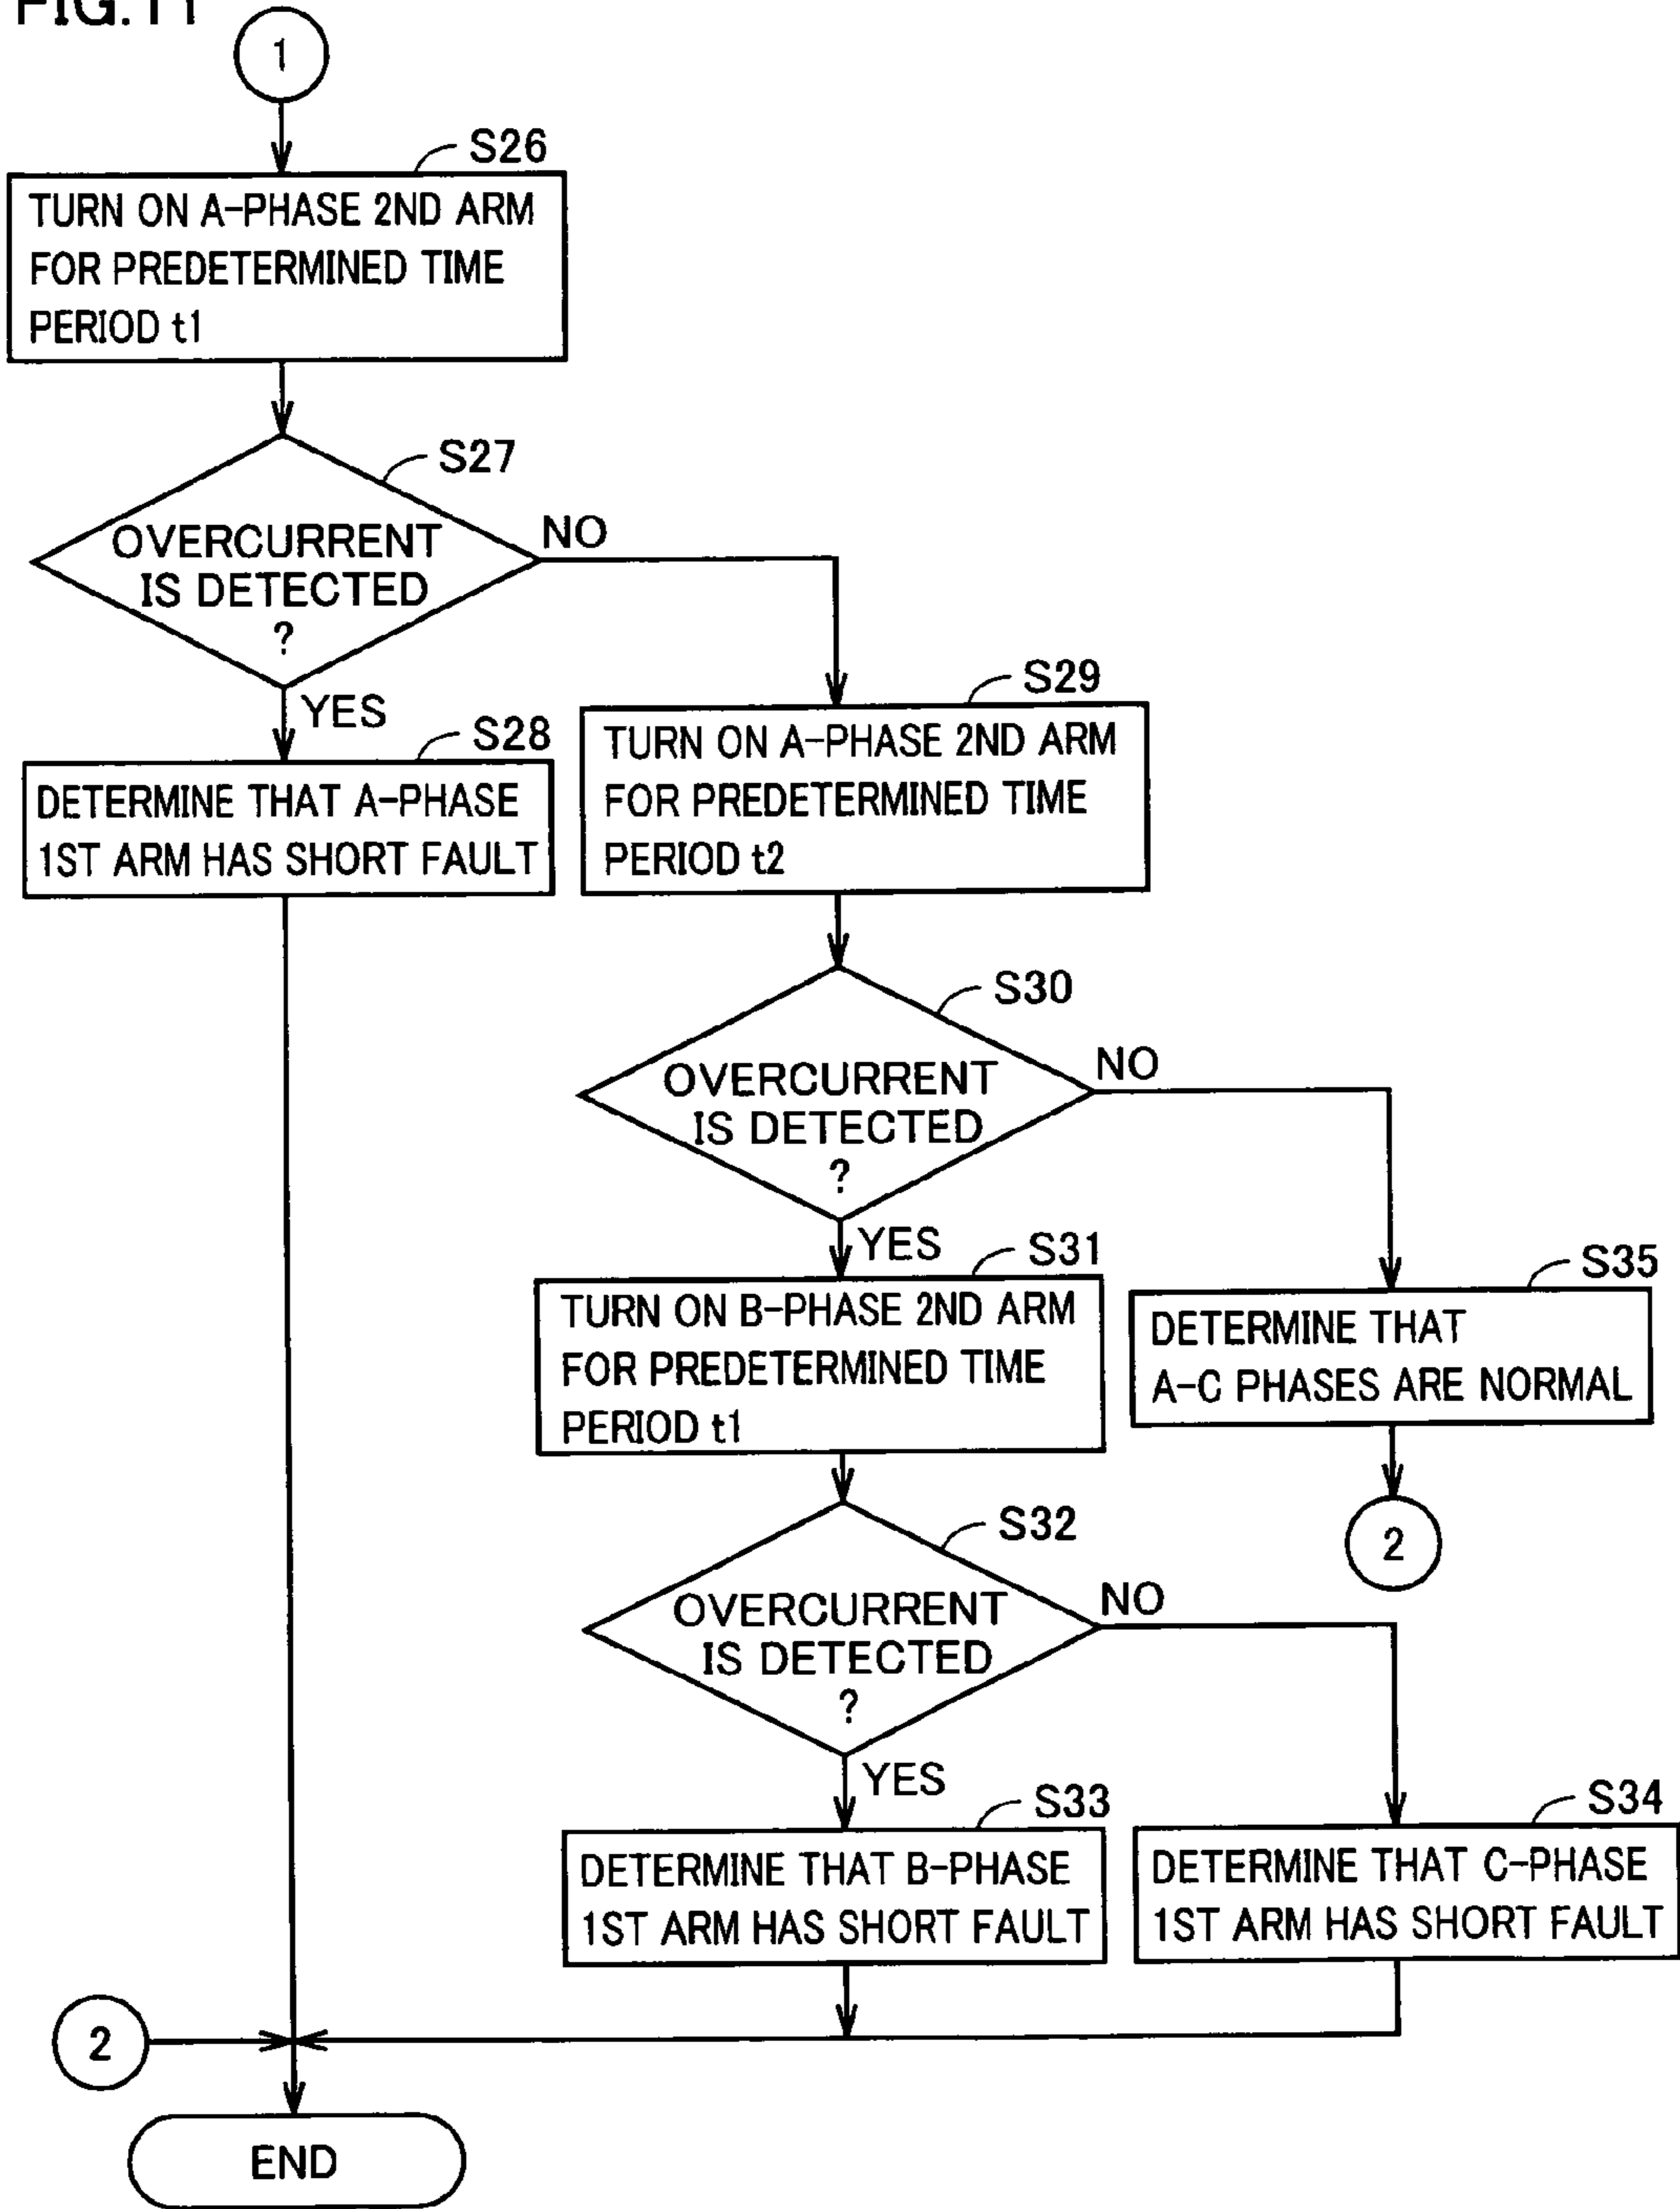 FIG. 11
1
S26
TURN ON A-PHASE 2ND ARM
FOR PREDETERMINED TIME
PERIOD t1
S27
OVERCURRENT
IS DETECTED
?
NO
YES
S28
DETERMINE THAT A-PHASE
1ST ARM HAS SHORT FAULT
S29
TURN ON A-PHASE 2ND ARM
FOR PREDETERMINED TIME
PERIOD t2
S30
OVERCURRENT
IS DETECTED
?
NO
YES
S31
TURN ON B-PHASE 2ND ARM
FOR PREDETERMINED TIME
PERIOD t1
S35
DETERMINE THAT
A-C PHASES ARE NORMAL
2
S32
OVERCURRENT
IS DETECTED
?
NO
YES
S33
DETERMINE THAT B-PHASE
1ST ARM HAS SHORT FAULT
S34
DETERMINE THAT C-PHASE
1ST ARM HAS SHORT FAULT
2
END